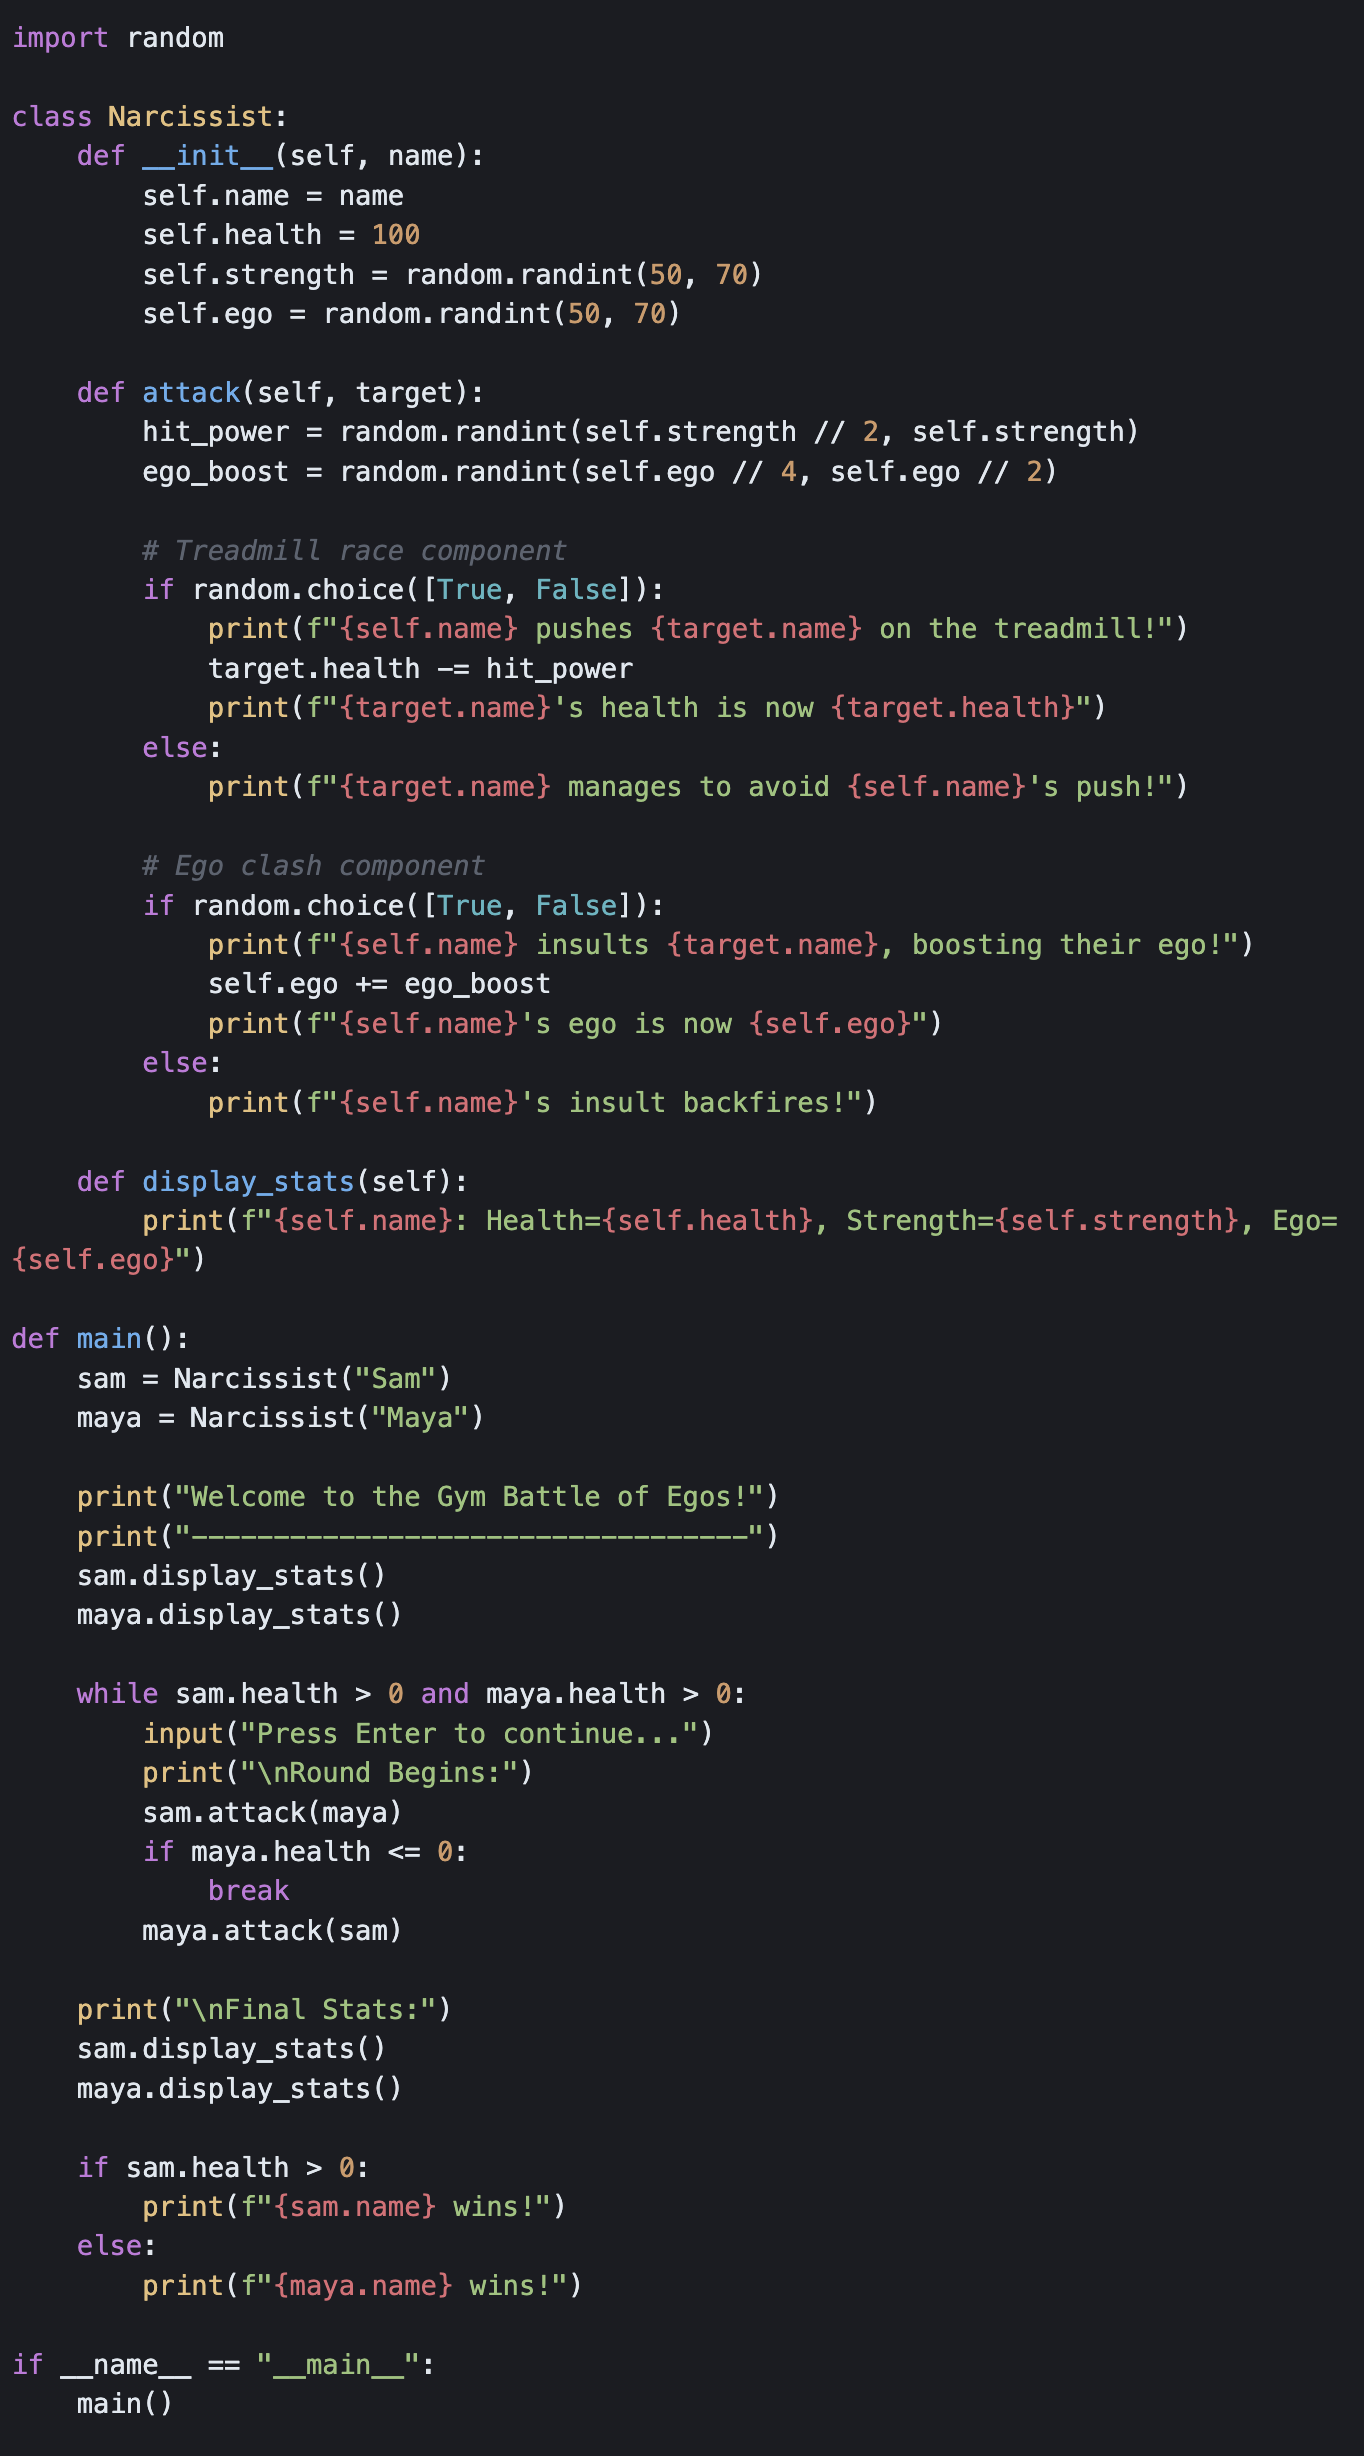 import random

class Narcissist:
    def __init__(self, name):
        self.name = name
        self.health = 100
        self.strength = random.randint(50, 70)
        self.ego = random.randint(50, 70)

    def attack(self, target):
        hit_power = random.randint(self.strength // 2, self.strength)
        ego_boost = random.randint(self.ego // 4, self.ego // 2)

        # Treadmill race component
        if random.choice([True, False]):
            print(f"{self.name} pushes {target.name} on the treadmill!")
            target.health -= hit_power
            print(f"{target.name}'s health is now {target.health}")
        else:
            print(f"{target.name} manages to avoid {self.name}'s push!")

        # Ego clash component
        if random.choice([True, False]):
            print(f"{self.name} insults {target.name}, boosting their ego!")
            self.ego += ego_boost
            print(f"{self.name}'s ego is now {self.ego}")
        else:
            print(f"{self.name}'s insult backfires!")

    def display_stats(self):
        print(f"{self.name}: Health={self.health}, Strength={self.strength}, Ego=
{self.ego}")

def main():
    sam = Narcissist("Sam")
    maya = Narcissist("Maya")

    print("Welcome to the Gym Battle of Egos!")
    print("----------------------------------")
    sam.display_stats()
    maya.display_stats()

    while sam.health > 0 and maya.health > 0:
        input("Press Enter to continue...")
        print("\nRound Begins:")
        sam.attack(maya)
        if maya.health <= 0:
            break
        maya.attack(sam)

    print("\nFinal Stats:")
    sam.display_stats()
    maya.display_stats()

    if sam.health > 0:
        print(f"{sam.name} wins!")
    else:
        print(f"{maya.name} wins!")

if __name__ == "__main__":
    main()